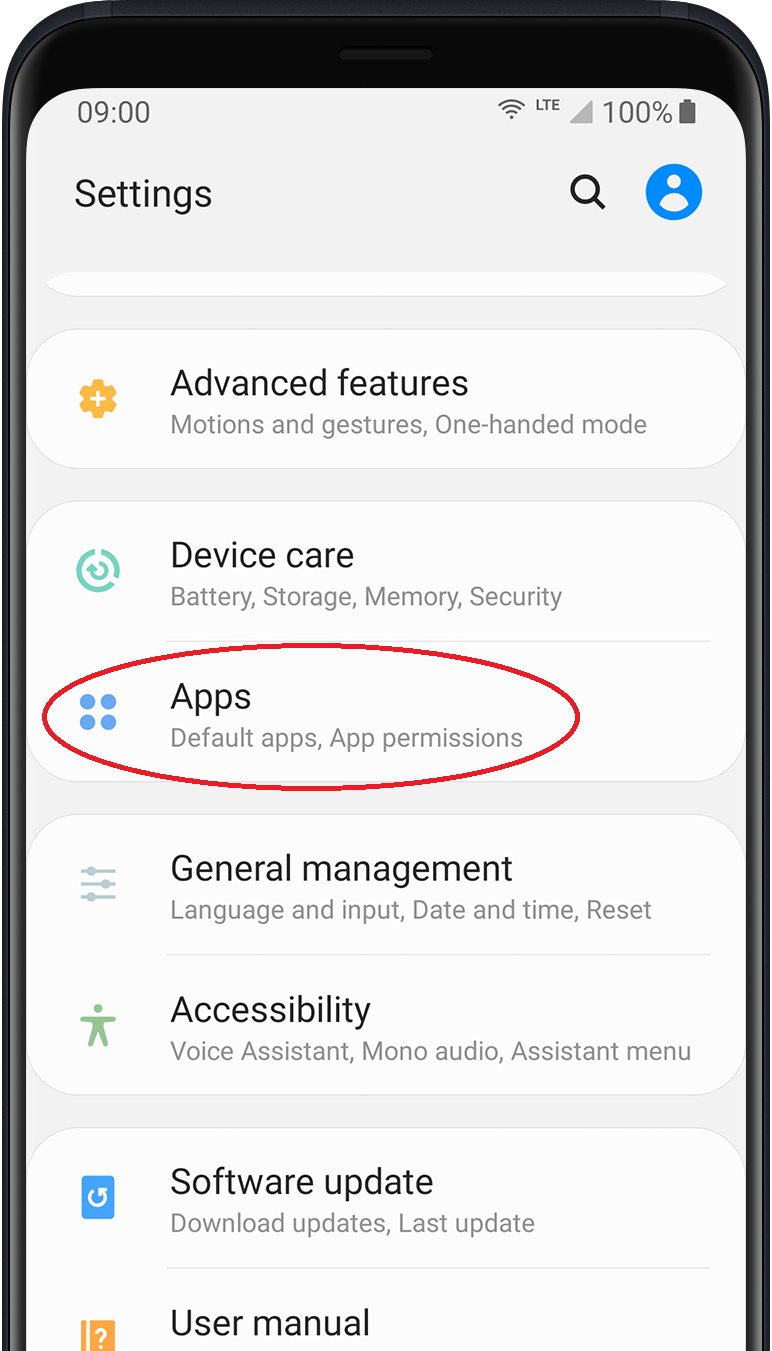 09:00 LTE 100%
Settings
Advanced features
Motions and gestures, One-handed mode
Device care
Battery, Storage, Memory, Security
Apps
Default apps, App permissions
General management
Language and input, Date and time, Reset
Accessibility
Voice Assistant, Mono audio, Assistant menu
Software update
Download updates, Last update
User manual